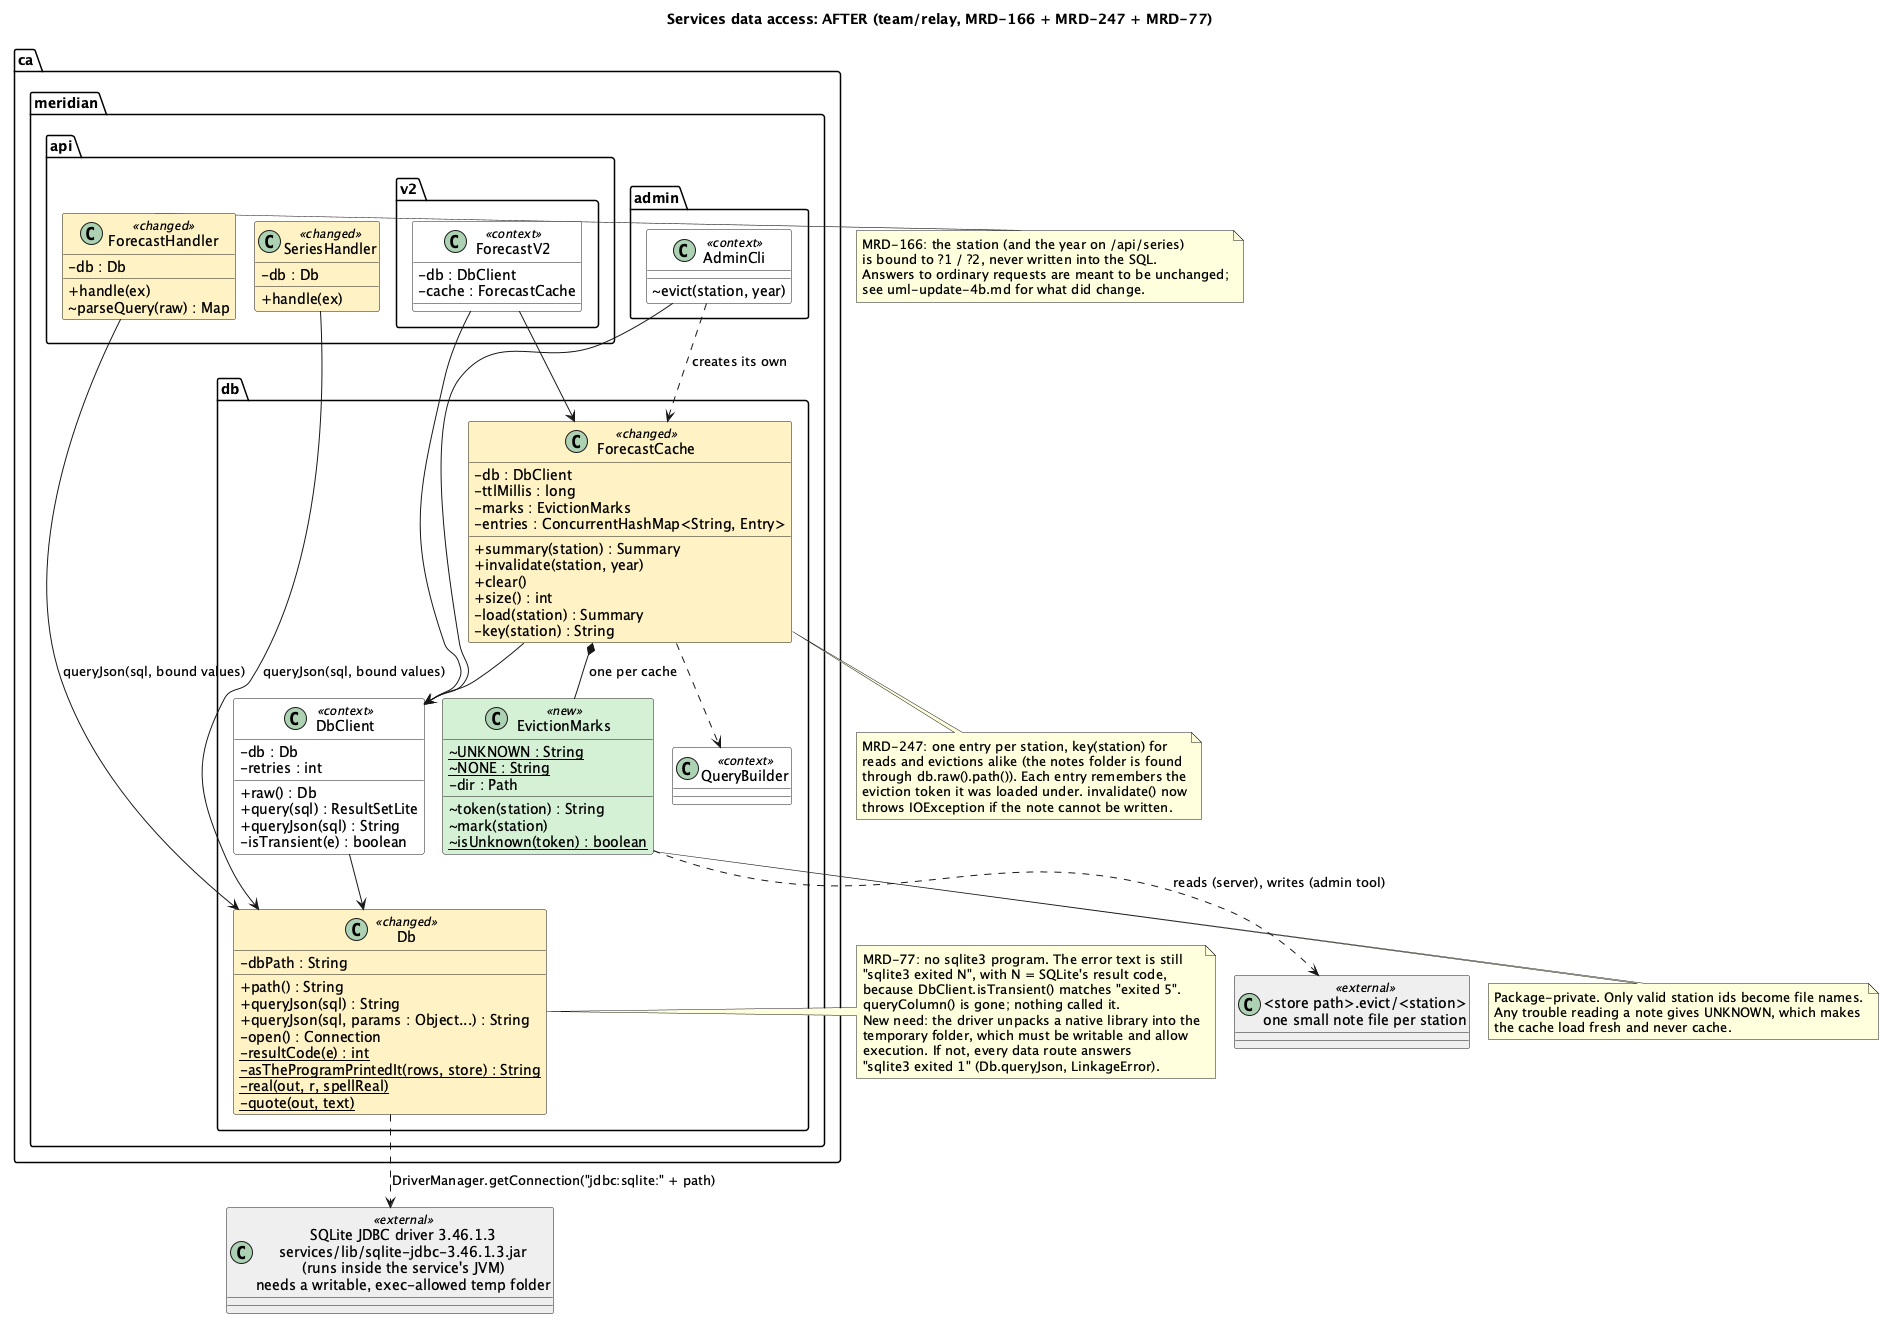 Services data access: AFTER (team/relay, MRD-166 + MRD-247 + MRD-77)
ca
meridian
api
v2
admin
C
«changed»
ForecastHandler
-db : Db
+handle(ex)
~parseQuery(raw) : Map
C
«changed»
SeriesHandler
-db : Db
+handle(ex)
C
«context»
ForecastV2
-db : DbClient
-cache : ForecastCache
C
«context»
AdminCli
~evict(station, year)
MRD-166: the station (and the year on /api/series)
is bound to ?1 / ?2, never written into the SQL.
Answers to ordinary requests are meant to be unchanged;
see uml-update-4b.md for what did change.
creates its own
db
C
«changed»
ForecastCache
-db : DbClient
-ttlMillis : long
-marks : EvictionMarks
-entries : ConcurrentHashMap<String, Entry>
+summary(station) : Summary
+invalidate(station, year)
+clear()
+size() : int
-load(station) : Summary
-key(station) : String
queryJson(sql, bound values)
queryJson(sql, bound values)
one per cache
C
«context»
DbClient
-db : Db
-retries : int
+raw() : Db
+query(sql) : ResultSetLite
+queryJson(sql) : String
-isTransient(e) : boolean
C
«new»
EvictionMarks
~UNKNOWN : String
~NONE : String
-dir : Path
~token(station) : String
~mark(station)
~isUnknown(token) : boolean
C
«context»
QueryBuilder
MRD-247: one entry per station, key(station) for
reads and evictions alike (the notes folder is found
through db.raw().path()). Each entry remembers the
eviction token it was loaded under. invalidate() now
throws IOException if the note cannot be written.
reads (server), writes (admin tool)
C
«changed»
Db
-dbPath : String
+path() : String
+queryJson(sql) : String
+queryJson(sql, params : Object...) : String
-open() : Connection
-resultCode(e) : int
-asTheProgramPrintedIt(rows, store) : String
-real(out, r, spellReal)
-quote(out, text)
MRD-77: no sqlite3 program. The error text is still
"sqlite3 exited N", with N = SQLite's result code,
because DbClient.isTransient() matches "exited 5".
queryColumn() is gone; nothing called it.
New need: the driver unpacks a native library into the
temporary folder, which must be writable and allow
execution. If not, every data route answers
"sqlite3 exited 1" (Db.queryJson, LinkageError).
C
«external»
<store path>.evict/<station>
one small note file per station
Package-private. Only valid station ids become file names.
Any trouble reading a note gives UNKNOWN, which makes
the cache load fresh and never cache.
DriverManager.getConnection("jdbc:sqlite:" + path)
C
«external»
SQLite JDBC driver 3.46.1.3
services/lib/sqlite-jdbc-3.46.1.3.jar
(runs inside the service's JVM)
needs a writable, exec-allowed temp folder